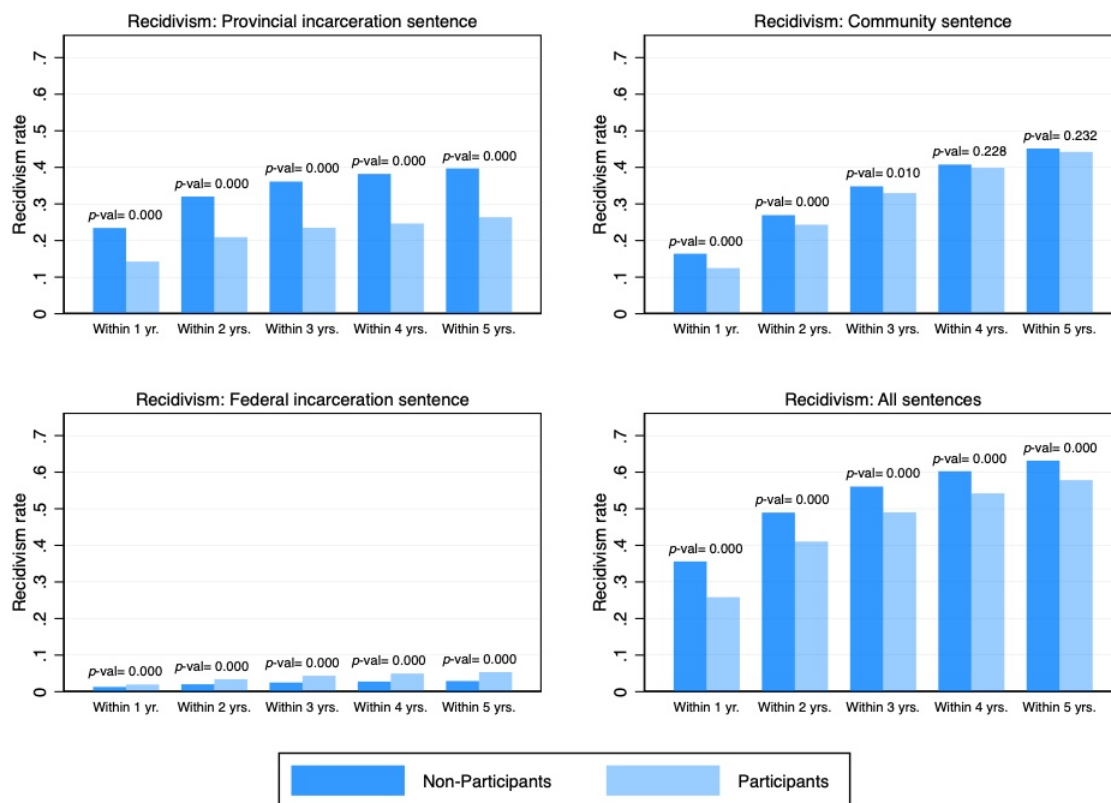 Recidivism: Provincial incarceration sentence
Recidivism rate
.7
.6
.5
.4
.3
.2
.1
0
p-val= 0.000
p-val= 0.000
p-val= 0.000
p-val= 0.000
p-val= 0.000
Within 1 yr.
Within 2 yrs.
Within 3 yrs.
Within 4 yrs.
Within 5 yrs.
Recidivism: Community sentence
Recidivism rate
.7
.6
.5
.4
.3
.2
.1
0
p-val= 0.000
p-val= 0.000
p-val= 0.010
p-val= 0.228
p-val= 0.232
Within 1 yr.
Within 2 yrs.
Within 3 yrs.
Within 4 yrs.
Within 5 yrs.
Recidivism: Federal incarceration sentence
Recidivism rate
.7
.6
.5
.4
.3
.2
.1
0
p-val= 0.000
p-val= 0.000
p-val= 0.000
p-val= 0.000
p-val= 0.000
Within 1 yr.
Within 2 yrs.
Within 3 yrs.
Within 4 yrs.
Within 5 yrs.
Recidivism: All sentences
Recidivism rate
.7
.6
.5
.4
.3
.2
.1
0
p-val= 0.000
p-val= 0.000
p-val= 0.000
p-val= 0.000
p-val= 0.000
Within 1 yr.
Within 2 yrs.
Within 3 yrs.
Within 4 yrs.
Within 5 yrs.
Non-Participants
Participants